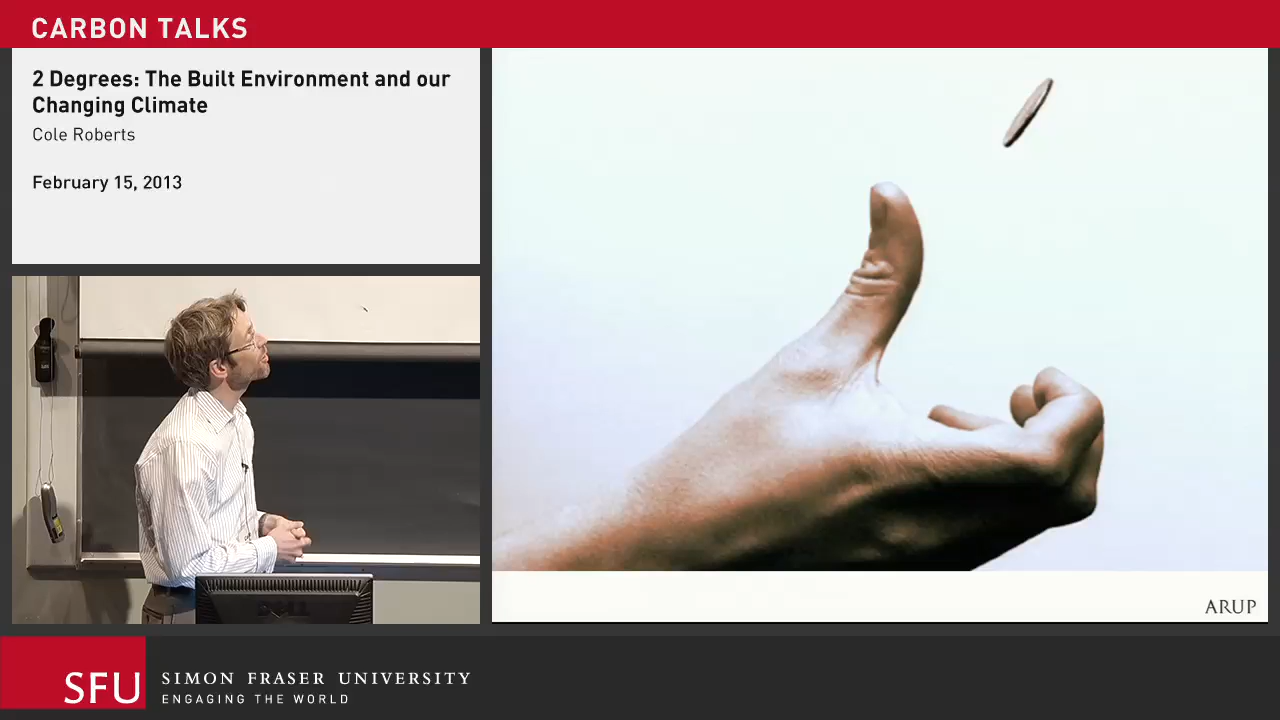 CARBON TALKS
2 Degrees: The Built Environment and our
Changing Climate
Cole Roberts
February 15, 2013
ARUP
SFU
SIMON FRASER UNIVERSITY
ENGAGING THE WORLD